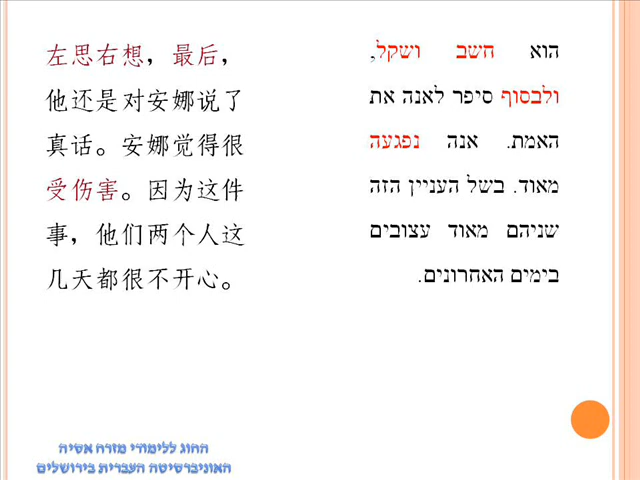 左思右想，最后，
他还是对安娜说了
真话。安娜觉得很
受伤害。因为这件
事，他们两个人这
几天都很不开心。
הוא חשב ושקל,
ולבסוף סיפר לאנה את
האמת. אנה נפגעה
מאוד. בשל העניין הזה
שניהם מאוד עצובים
בימים האחרונים.
החוג ללימודי מזרח אסיה
האוניברסיטה העברית בירושלים